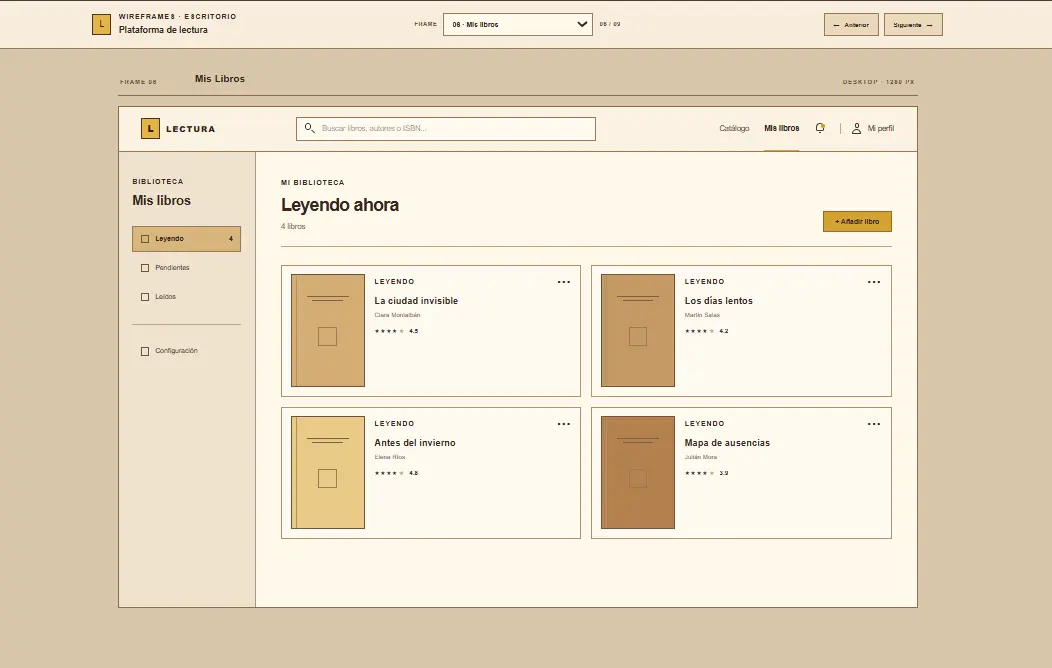 L
WIREFRAMES · ESCRITORIO
Plataforma de lectura
FRAME
06 · Mis libros
06 / 09
← Anterior
Siguiente →
FRAME 06
Mis Libros
DESKTOP · 1280 PX
L
LECTURA
Buscar libros, autores o ISBN...
Catálogo
Mis libros
Mi perfil
BIBLIOTECA
Mis libros
Leyendo 4
Pendientes
Leídos
Configuración
MI BIBLIOTECA
Leyendo ahora
4 libros
+ Añadir libro
LEYENDO
La ciudad invisible
Clara Montalbán
★★★★★ 4.5
LEYENDO
Los días lentos
Martín Salas
★★★★★ 4.2
LEYENDO
Antes del invierno
Elena Ríos
★★★★★ 4.8
LEYENDO
Mapa de ausencias
Julián Mora
★★★★★ 3.9